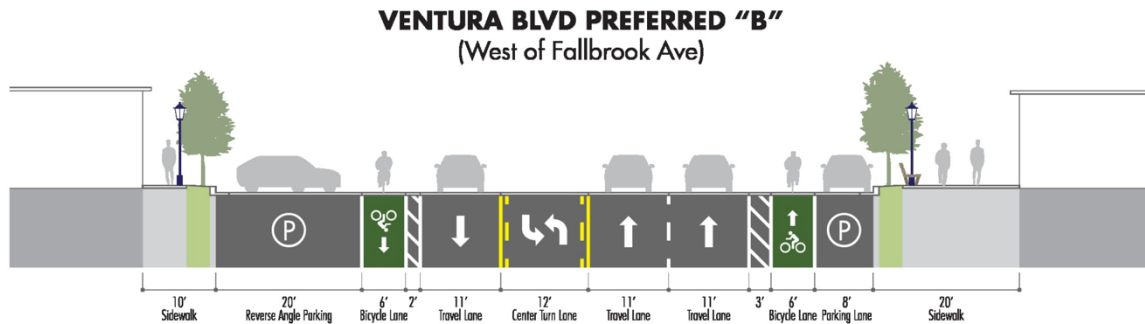 VENTURA BLVD PREFERRED “B”
(West of Fallbrook Ave)
P
P
10’ 20’ 6’ 2’ 11’ 12’ 11’ 11’ 3’ 6’ 8’ 20’
Sidewalk Reverse Angle Parking Bicycle Lane Travel Lane Center Turn Lane Travel Lane Travel Lane Bicycle Lane Parking Lane Sidewalk